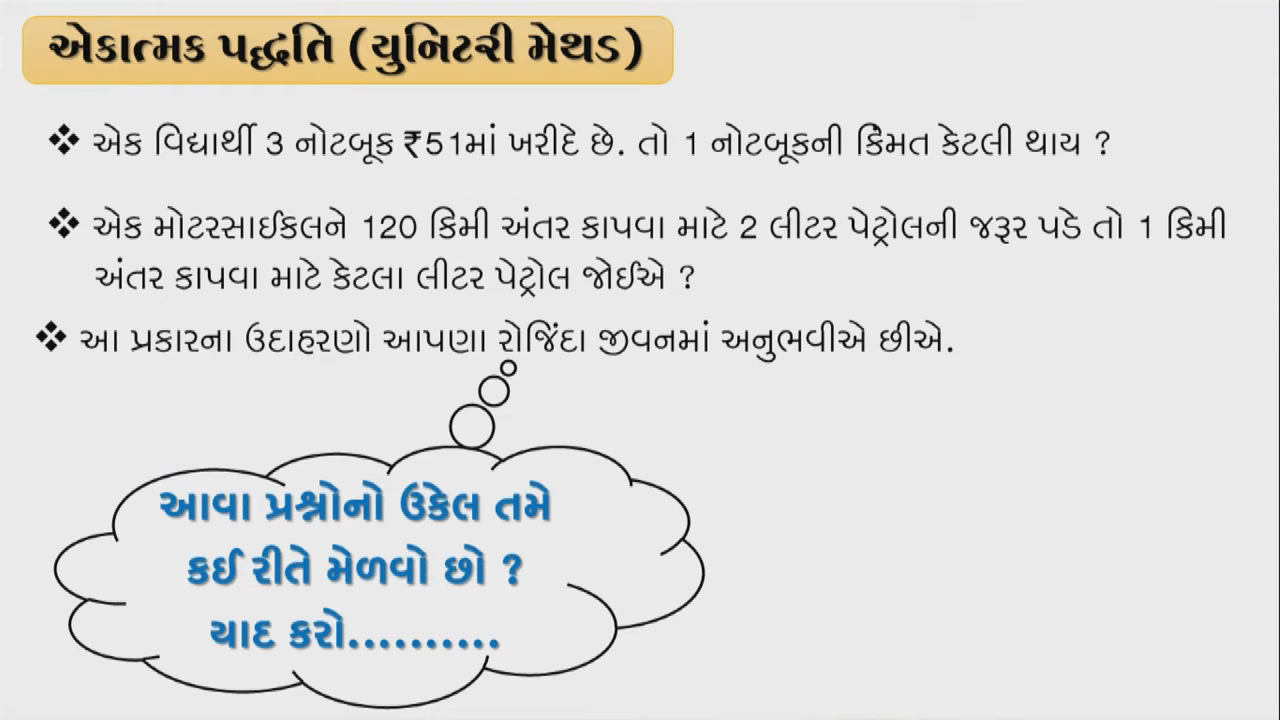 એકાત્મક પદ્ધતિ (યુનિટરી મેથડ)
❖ એક વિદ્યાર્થી 3 નોટબૂક ₹51માં ખરીદે છે. તો 1 નોટબૂકની કિંમત કેટલી થાય ?
❖ એક મોટરસાઈકલને 120 કિમી અંતર કાપવા માટે 2 લીટર પેટ્રોલની જરૂર પડે તો 1 કિમી
અંતર કાપવા માટે કેટલા લીટર પેટ્રોલ જોઈએ ?
❖ આ પ્રકારના ઉદાહરણો આપણા રોજિંદા જીવનમાં અનુભવીએ છીએ.
આવા પ્રશ્નોનો ઉકેલ તમે
કઈ રીતે મેળવો છો ?
યાદ કરો..........